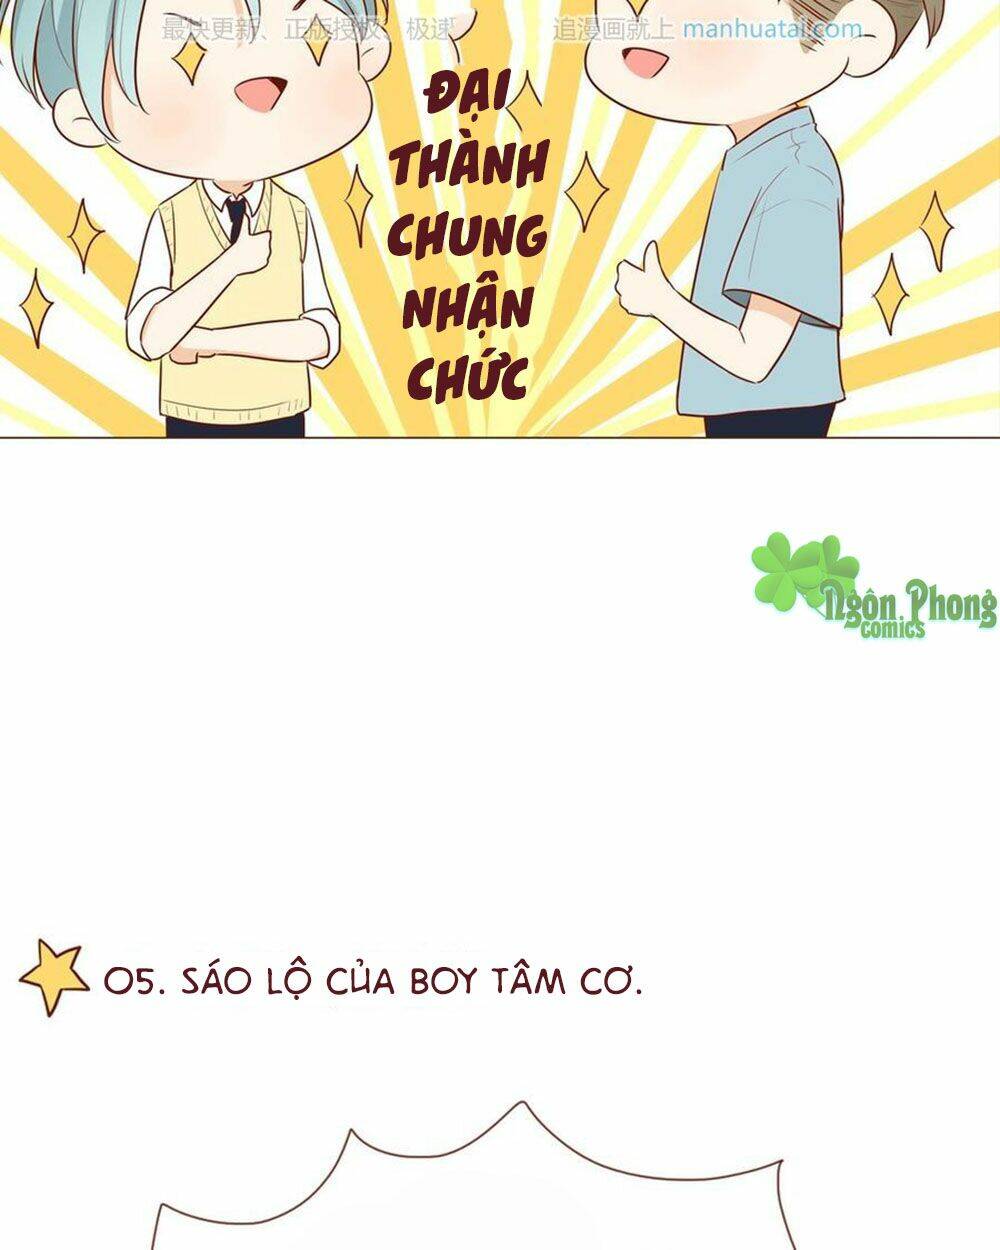 最快更新、正版授权、极速
追漫画就上 manhuatai.com
ĐẠI
THÀNH
CHUNG
NHẬN
CHỨC
Ngôn Phong
comics
05. SÁO LỘ CỦA BOY TÂM CƠ.